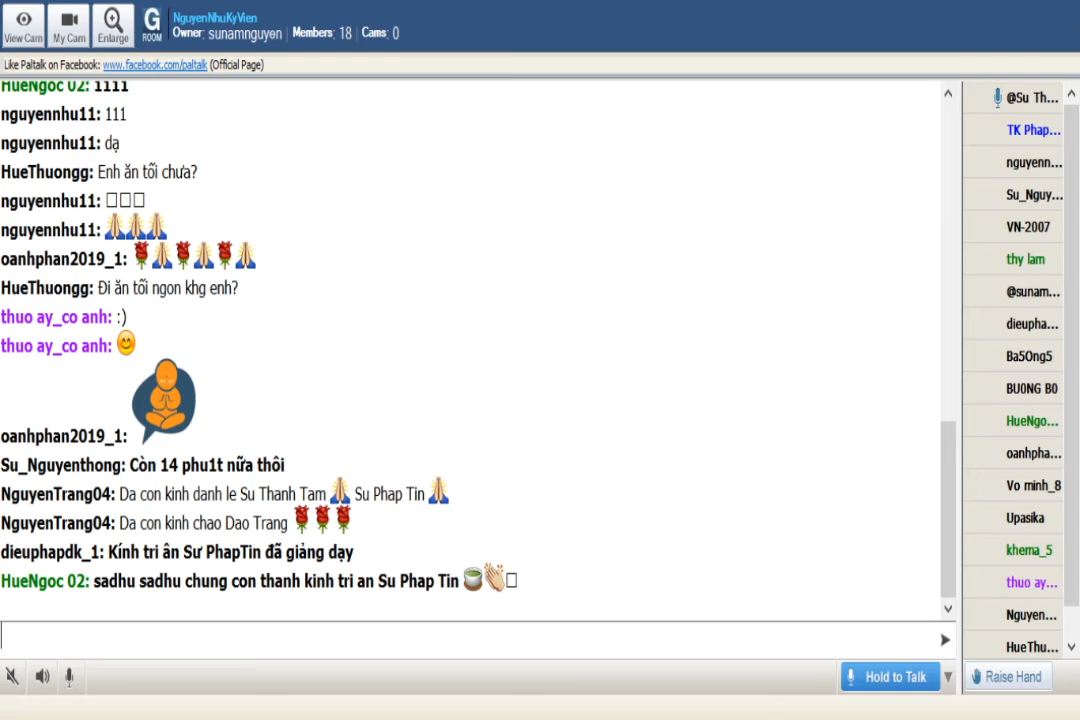 View Cam
My Cam
Enlarge
G
ROOM
NguyenNhuKyVien
Owner: sunamnguyen Members: 18 Cams: 0
Like Paltalk on Facebook: www.facebook.com/paltalk (Official Page)
HueNgoc 02: 1111
nguyennhu11: 111
nguyennhu11: dạ
HueThuongg: Enh ăn tối chưa?
nguyennhu11:
nguyennhu11: 🙏🙏🙏
oanhphan2019_1: 🌹🙏🌹🙏🌹🙏
HueThuongg: Đi ăn tối ngon khg enh?
thuo ay_co anh: :)
thuo ay_co anh: 😊
oanhphan2019_1:
Su_Nguyenthong: Còn 14 phu1t nữa thôi
NguyenTrang04: Da con kinh danh le Su Thanh Tam 🙏 Su Phap Tin 🙏
NguyenTrang04: Da con kinh chao Dao Trang 🌹🌹🌹
dieuphapdk_1: Kính tri ân Sư PhapTin đã giảng dạy
HueNgoc 02: sadhu sadhu chung con thanh kinh tri an Su Phap Tin 🍵👏
Hold to Talk
@Su Th...
TK Phap...
nguyenn...
Su_Nguy...
VN-2007
thy lam
@sunam...
dieupha...
Ba5Ong5
BU0NG B0
HueNgo...
oanhpha...
Vo minh_8
Upasika
khema_5
thuo ay...
Nguyen...
HueThu...
Raise Hand